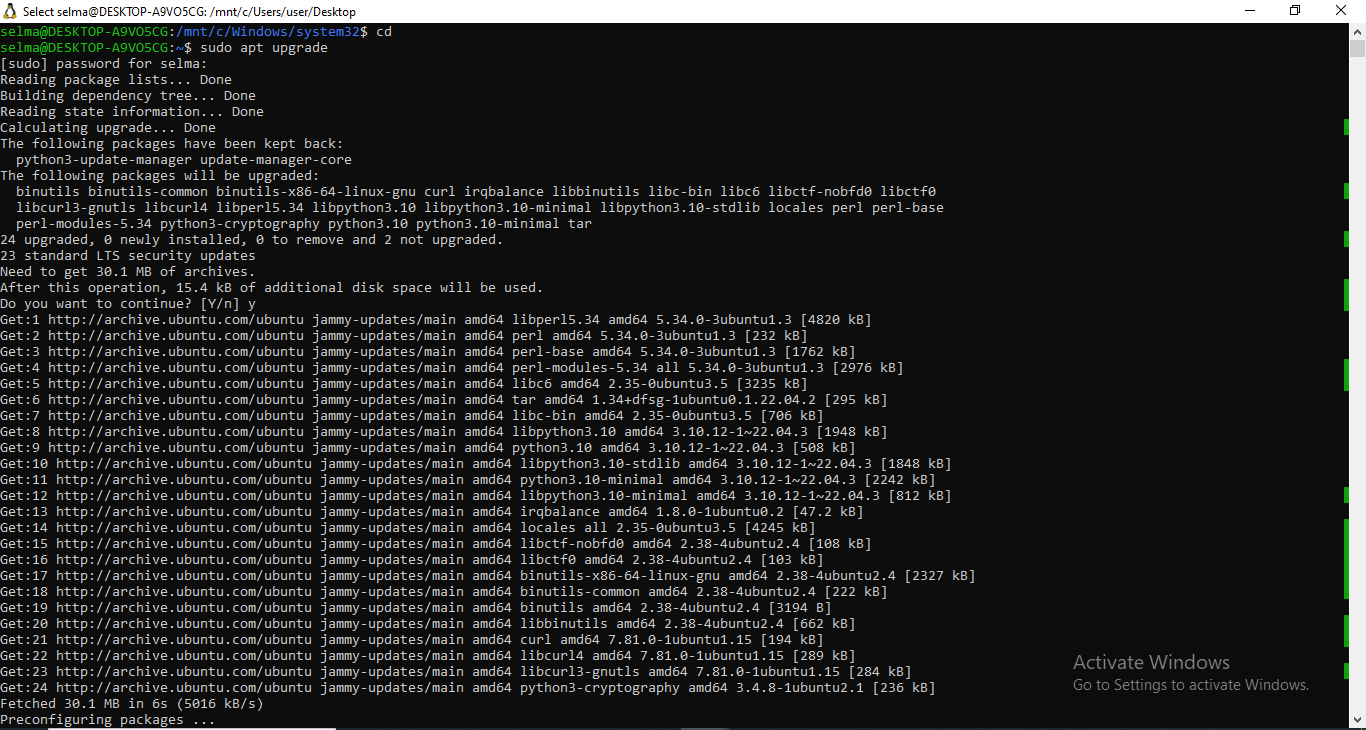 Select selma@DESKTOP-A9VO5CG: /mnt/c/Users/user/Desktop
selma@DESKTOP-A9VO5CG:/mnt/c/Windows/system32$ cd
selma@DESKTOP-A9VO5CG:~$ sudo apt upgrade
[sudo] password for selma:
Reading package lists... Done
Building dependency tree... Done
Reading state information... Done
Calculating upgrade... Done
The following packages have been kept back:
  python3-update-manager update-manager-core
The following packages will be upgraded:
  binutils binutils-common binutils-x86-64-linux-gnu curl irqbalance libbinutils libc-bin libc6 libctf-nobfd0 libctf0
  libcurl3-gnutls libcurl4 libperl5.34 libpython3.10 libpython3.10-minimal libpython3.10-stdlib locales perl perl-base
  perl-modules-5.34 python3-cryptography python3.10 python3.10-minimal tar
24 upgraded, 0 newly installed, 0 to remove and 2 not upgraded.
23 standard LTS security updates
Need to get 30.1 MB of archives.
After this operation, 15.4 kB of additional disk space will be used.
Do you want to continue? [Y/n] y
Get:1 http://archive.ubuntu.com/ubuntu jammy-updates/main amd64 libperl5.34 amd64 5.34.0-3ubuntu1.3 [4820 kB]
Get:2 http://archive.ubuntu.com/ubuntu jammy-updates/main amd64 perl amd64 5.34.0-3ubuntu1.3 [232 kB]
Get:3 http://archive.ubuntu.com/ubuntu jammy-updates/main amd64 perl-base amd64 5.34.0-3ubuntu1.3 [1762 kB]
Get:4 http://archive.ubuntu.com/ubuntu jammy-updates/main amd64 perl-modules-5.34 all 5.34.0-3ubuntu1.3 [2976 kB]
Get:5 http://archive.ubuntu.com/ubuntu jammy-updates/main amd64 libc6 amd64 2.35-0ubuntu3.5 [3235 kB]
Get:6 http://archive.ubuntu.com/ubuntu jammy-updates/main amd64 tar amd64 1.34+dfsg-1ubuntu0.1.22.04.2 [295 kB]
Get:7 http://archive.ubuntu.com/ubuntu jammy-updates/main amd64 libc-bin amd64 2.35-0ubuntu3.5 [706 kB]
Get:8 http://archive.ubuntu.com/ubuntu jammy-updates/main amd64 libpython3.10 amd64 3.10.12-1~22.04.3 [1948 kB]
Get:9 http://archive.ubuntu.com/ubuntu jammy-updates/main amd64 python3.10 amd64 3.10.12-1~22.04.3 [508 kB]
Get:10 http://archive.ubuntu.com/ubuntu jammy-updates/main amd64 libpython3.10-stdlib amd64 3.10.12-1~22.04.3 [1848 kB]
Get:11 http://archive.ubuntu.com/ubuntu jammy-updates/main amd64 python3.10-minimal amd64 3.10.12-1~22.04.3 [2242 kB]
Get:12 http://archive.ubuntu.com/ubuntu jammy-updates/main amd64 libpython3.10-minimal amd64 3.10.12-1~22.04.3 [812 kB]
Get:13 http://archive.ubuntu.com/ubuntu jammy-updates/main amd64 irqbalance amd64 1.8.0-1ubuntu0.2 [47.2 kB]
Get:14 http://archive.ubuntu.com/ubuntu jammy-updates/main amd64 locales all 2.35-0ubuntu3.5 [4245 kB]
Get:15 http://archive.ubuntu.com/ubuntu jammy-updates/main amd64 libctf-nobfd0 amd64 2.38-4ubuntu2.4 [108 kB]
Get:16 http://archive.ubuntu.com/ubuntu jammy-updates/main amd64 libctf0 amd64 2.38-4ubuntu2.4 [103 kB]
Get:17 http://archive.ubuntu.com/ubuntu jammy-updates/main amd64 binutils-x86-64-linux-gnu amd64 2.38-4ubuntu2.4 [2327 kB]
Get:18 http://archive.ubuntu.com/ubuntu jammy-updates/main amd64 binutils-common amd64 2.38-4ubuntu2.4 [222 kB]
Get:19 http://archive.ubuntu.com/ubuntu jammy-updates/main amd64 binutils amd64 2.38-4ubuntu2.4 [3194 B]
Get:20 http://archive.ubuntu.com/ubuntu jammy-updates/main amd64 libbinutils amd64 2.38-4ubuntu2.4 [662 kB]
Get:21 http://archive.ubuntu.com/ubuntu jammy-updates/main amd64 curl amd64 7.81.0-1ubuntu1.15 [194 kB]
Get:22 http://archive.ubuntu.com/ubuntu jammy-updates/main amd64 libcurl4 amd64 7.81.0-1ubuntu1.15 [289 kB]
Get:23 http://archive.ubuntu.com/ubuntu jammy-updates/main amd64 libcurl3-gnutls amd64 7.81.0-1ubuntu1.15 [284 kB]
Get:24 http://archive.ubuntu.com/ubuntu jammy-updates/main amd64 python3-cryptography amd64 3.4.8-1ubuntu2.1 [236 kB]
Fetched 30.1 MB in 6s (5016 kB/s)
Preconfiguring packages ...
Activate Windows
Go to Settings to activate Windows.